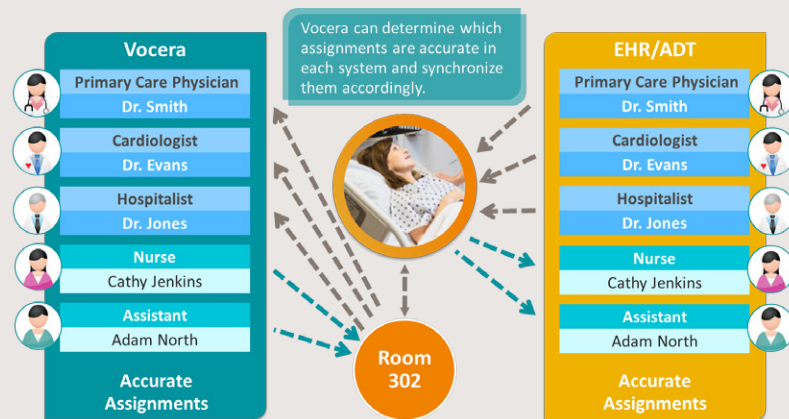 Vocera
Primary Care Physician
Dr. Smith
Cardiologist
Dr. Evans
Hospitalist
Dr. Jones
Nurse
Cathy Jenkins
Assistant
Adam North
Accurate
Assignments
Vocera can determine which
assignments are accurate in
each system and synchronize
them accordingly.
Room
302
EHR/ADT
Primary Care Physician
Dr. Smith
Cardiologist
Dr. Evans
Hospitalist
Dr. Jones
Nurse
Cathy Jenkins
Assistant
Adam North
Accurate
Assignments